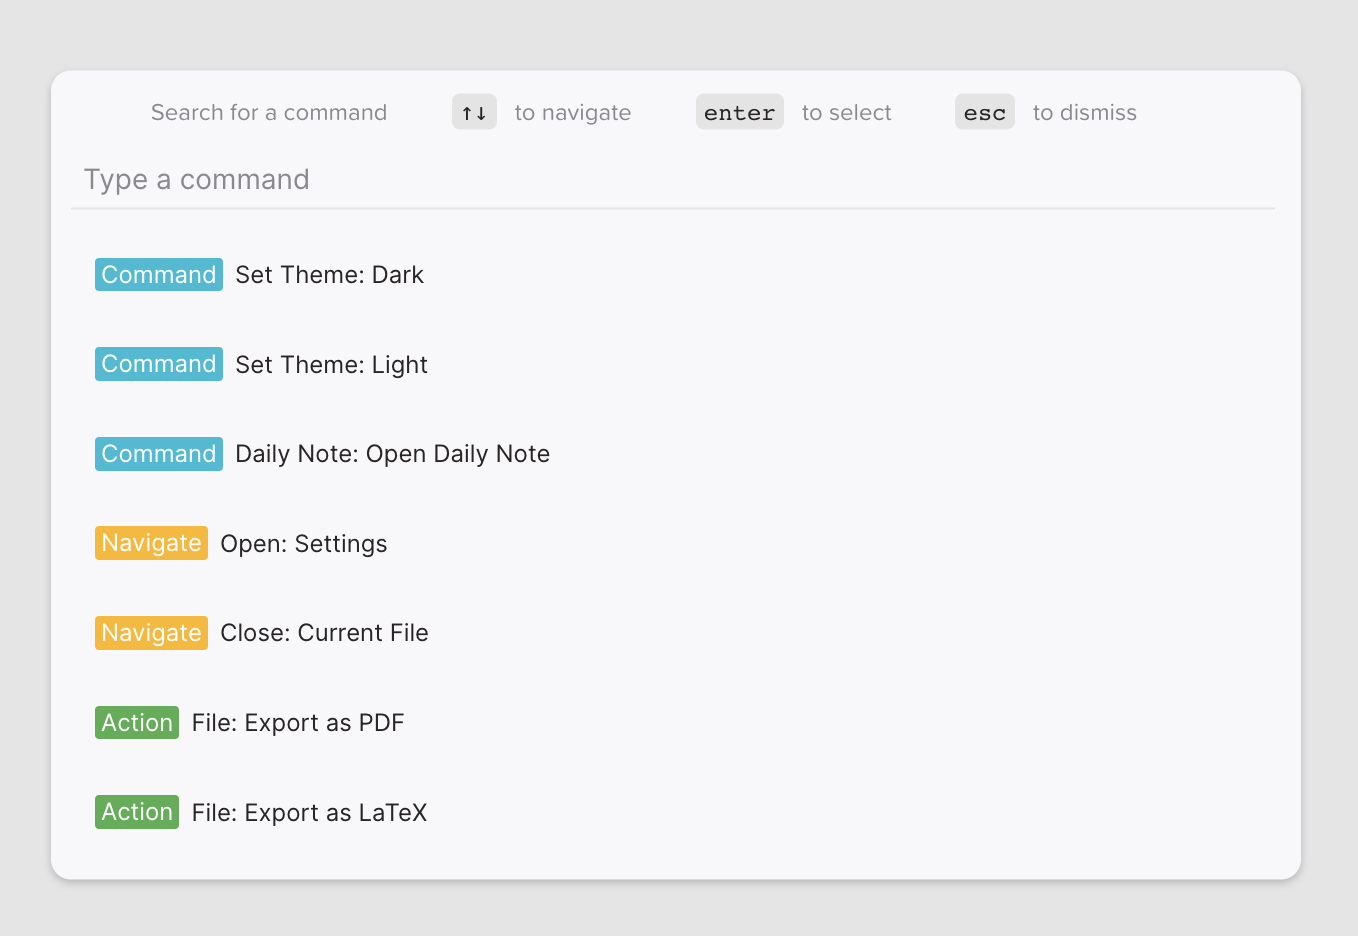 Search for a command ↑↓ to navigate enter to select esc to dismiss
Type a command
Command Set Theme: Dark
Command Set Theme: Light
Command Daily Note: Open Daily Note
Navigate Open: Settings
Navigate Close: Current File
Action File: Export as PDF
Action File: Export as LaTeX